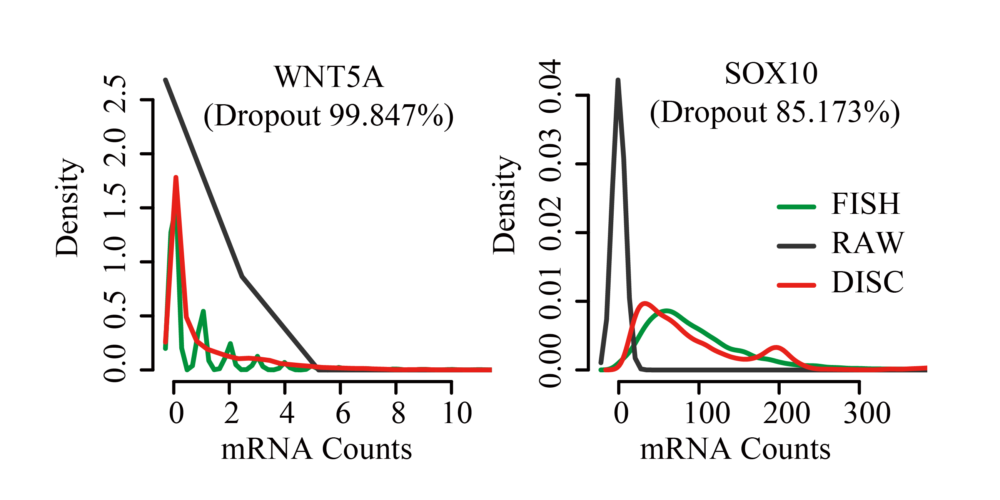 WNT5A
(Dropout 99.847%)
Density
0.0 0.5 1.0 1.5 2.0 2.5
0 2 4 6 8 10
mRNA Counts
SOX10
(Dropout 85.173%)
Density
0.00 0.01 0.02 0.03 0.04
FISH
RAW
DISC
0 100 200 300
mRNA Counts